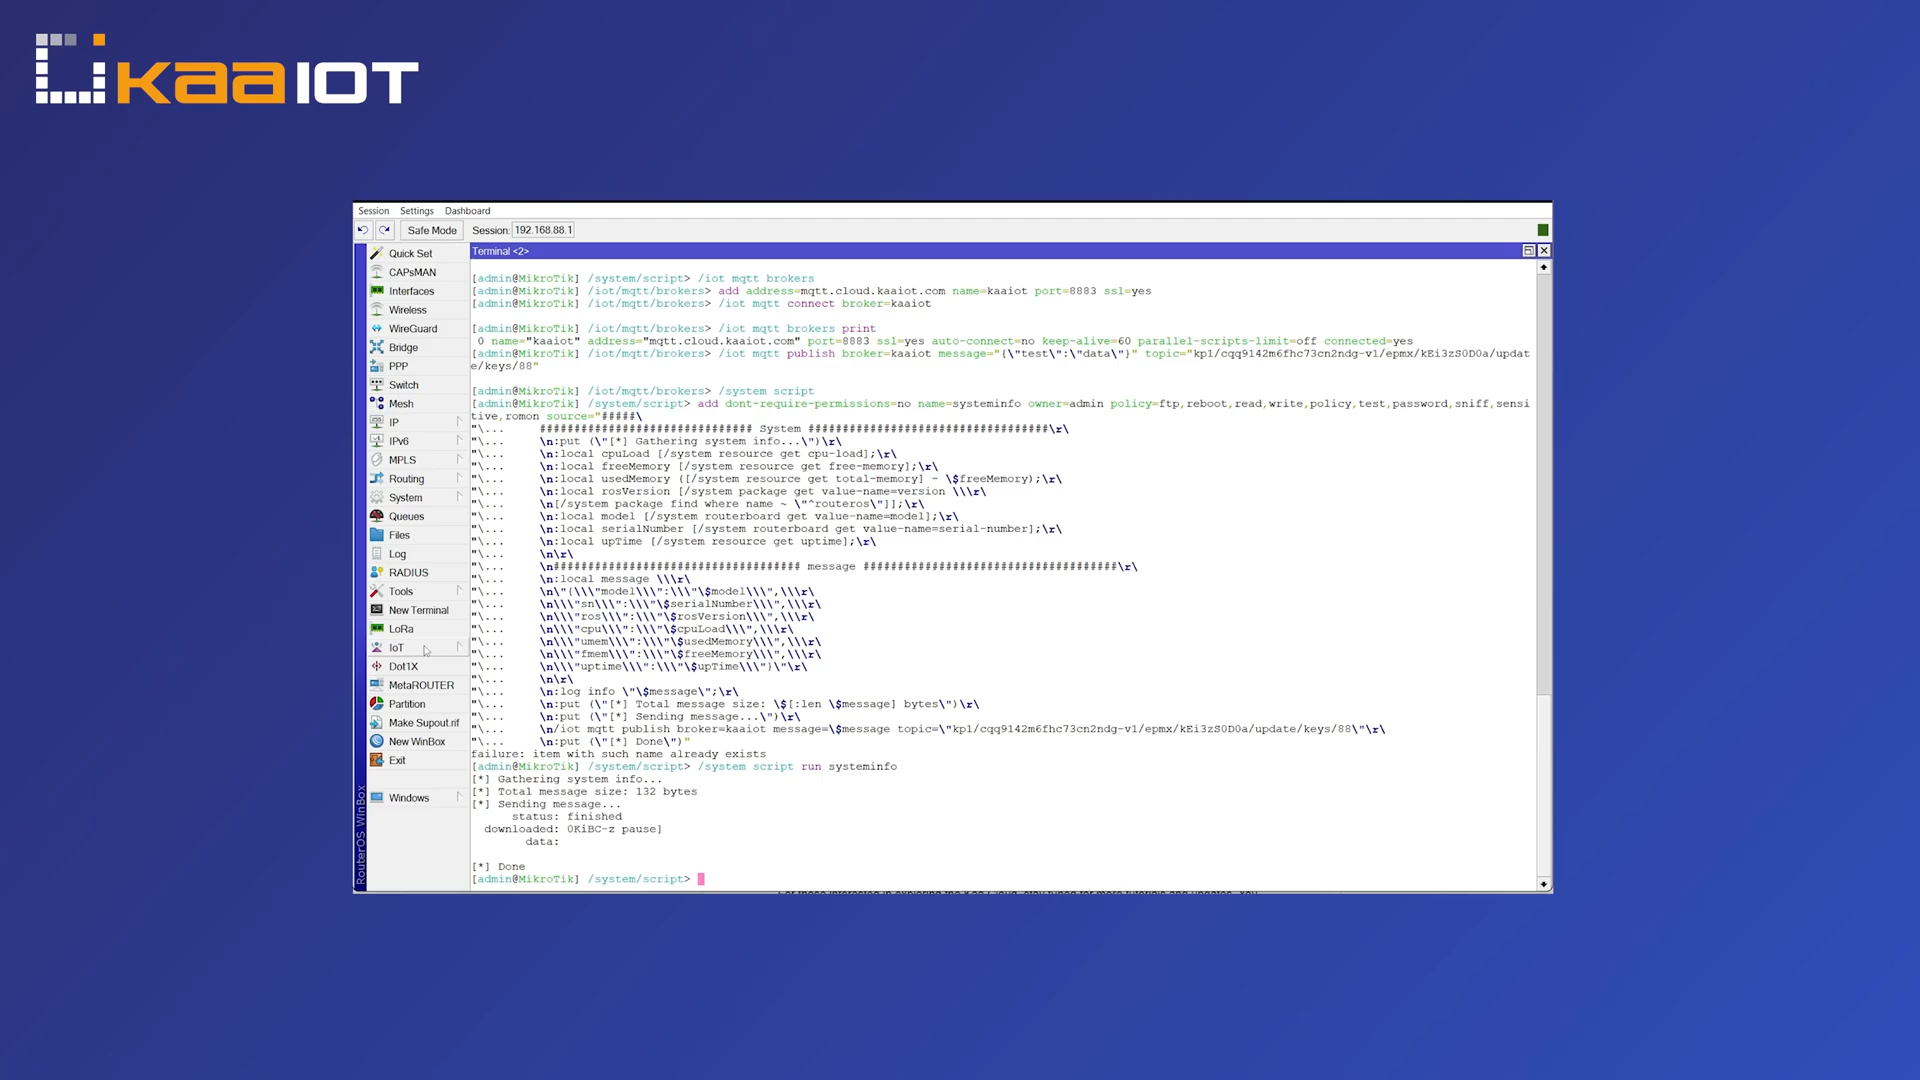 kaaIOT
Session Settings Dashboard
Safe Mode Session: 192.168.88.1
Terminal <2>
Quick Set
CAPsMAN
Interfaces
Wireless
WireGuard
Bridge
PPP
Switch
Mesh
IP
IPv6
MPLS
Routing
System
Queues
Files
Log
RADIUS
Tools
New Terminal
LoRa
IoT
Dot1X
MetaROUTER
Partition
Make Supout.rif
New WinBox
Exit
Windows
RouterOS WinBox
[admin@MikroTik] /system/script> /iot mqtt brokers
[admin@MikroTik] /iot/mqtt/brokers> add address=mqtt.cloud.kaaiot.com name=kaaiot port=8883 ssl=yes
[admin@MikroTik] /iot/mqtt/brokers> /iot mqtt connect broker=kaaiot
[admin@MikroTik] /iot/mqtt/brokers> /iot mqtt brokers print
0 name="kaaiot" address="mqtt.cloud.kaaiot.com" port=8883 ssl=yes auto-connect=no keep-alive=60 parallel-scripts-limit=off connected=yes
[admin@MikroTik] /iot/mqtt/brokers> /iot mqtt publish broker=kaaiot message="{\"test\":\"data\"}" topic="kp1/cqq9142m6fhc73cn2ndg-v1/epmx/kEi3zS0D0a/updat
e/keys/88"
[admin@MikroTik] /iot/mqtt/brokers> /system script
[admin@MikroTik] /system/script> add dont-require-permissions=no name=systeminfo owner=admin policy=ftp,reboot,read,write,policy,test,password,sniff,sensi
tive,romon source="#####\
"\... ############################### System ###################################\r\
"\... \n:put (\"[*] Gathering system info...\")\r\
"\... \n:local cpuLoad [/system resource get cpu-load];\r\
"\... \n:local freeMemory [/system resource get free-memory];\r\
"\... \n:local usedMemory ([/system resource get total-memory] - \$freeMemory);\r\
"\... \n:local rosVersion [/system package get value-name=version \\\r\
"\... \n[/system package find where name ~ \"^routeros\"]];\r\
"\... \n:local model [/system routerboard get value-name=model];\r\
"\... \n:local serialNumber [/system routerboard get value-name=serial-number];\r\
"\... \n:local upTime [/system resource get uptime];\r\
"\... \n\r\
"\... \n#################################### message #####################################\r\
"\... \n:local message \\\r\
"\... \n\"{\\\"model\\\":\\\"\$model\\\",\\\r\
"\... \n\\\"sn\\\":\\\"\$serialNumber\\\",\\\r\
"\... \n\\\"ros\\\":\\\"\$rosVersion\\\",\\\r\
"\... \n\\\"cpu\\\":\\\"\$cpuLoad\\\",\\\r\
"\... \n\\\"umem\\\":\\\"\$usedMemory\\\",\\\r\
"\... \n\\\"fmem\\\":\\\"\$freeMemory\\\",\\\r\
"\... \n\\\"uptime\\\":\\\"\$upTime\\\"}\"\r\
"\... \n\r\
"\... \n:log info \"\$message\";\r\
"\... \n:put (\"[*] Total message size: \$[:len \$message] bytes\")\r\
"\... \n:put (\"[*] Sending message...\")\r\
"\... \n/iot mqtt publish broker=kaaiot message=\$message topic=\"kp1/cqq9142m6fhc73cn2ndg-v1/epmx/kEi3zS0D0a/update/keys/88\"\r\
"\... \n:put (\"[*] Done\")"
failure: item with such name already exists
[admin@MikroTik] /system/script> /system script run systeminfo
[*] Gathering system info...
[*] Total message size: 132 bytes
[*] Sending message...
status: finished
downloaded: 0KiBC-z pause]
data:
[*] Done
[admin@MikroTik] /system/script>